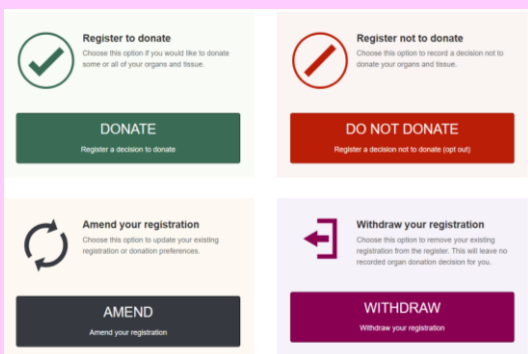 Register to donate
Choose this option if you would like to donate
some or all of your organs and tissue.
DONATE
Register a decision to donate
Register not to donate
Choose this option to record a decision not to
donate your organs and tissue.
DO NOT DONATE
Register a decision not to donate (opt out)
Amend your registration
Choose this option to update your existing
registration or donation preferences.
AMEND
Amend your registration
Withdraw your registration
Choose this option to remove your existing
registration from the register. This will leave no
recorded organ donation decision for you.
WITHDRAW
Withdraw your registration